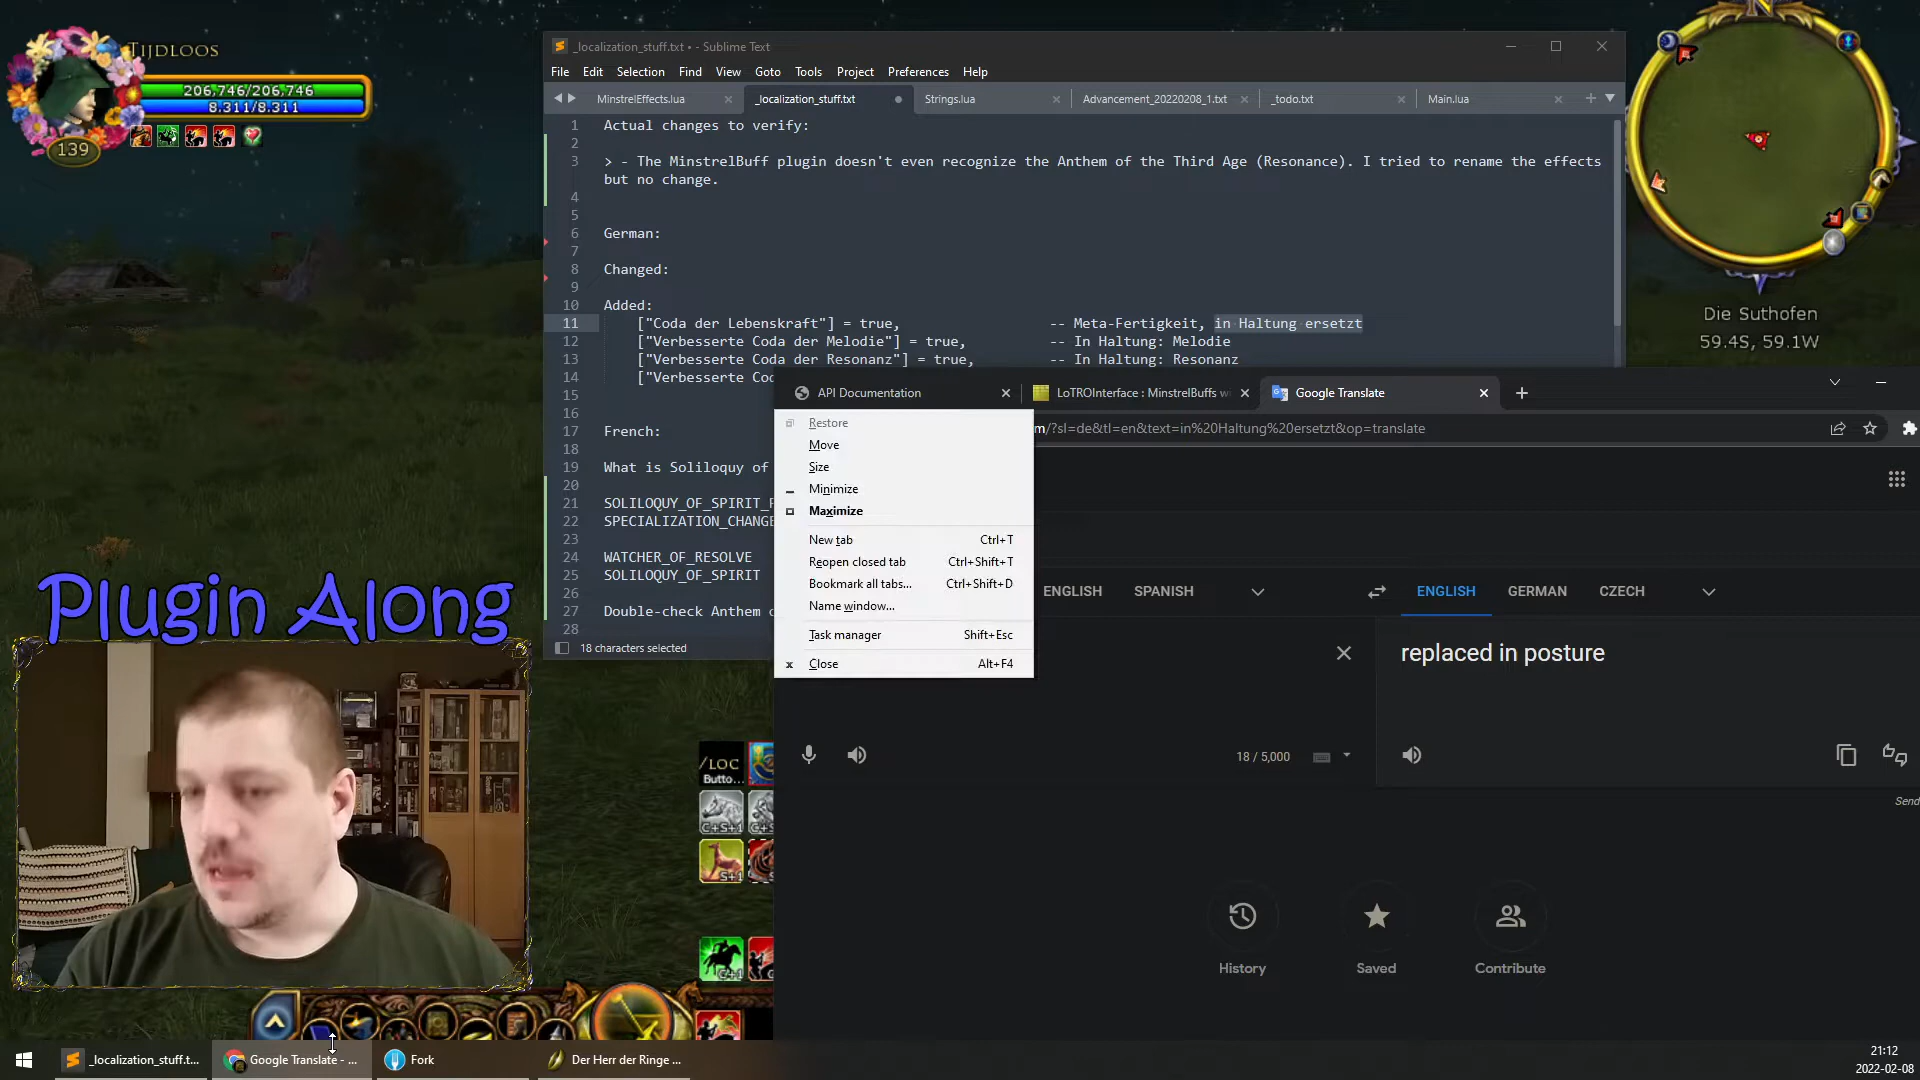 TIJDLOOS
206,746/206,746
8,311/8,311
139
_localization_stuff.txt • - Sublime Text
File Edit Selection Find View Goto Tools Project Preferences Help
MinstrelEffects.lua _localization_stuff.txt Strings.lua Advancement_20220208_1.txt _todo.txt Main.lua
1 Actual changes to verify:
2
3 > - The MinstrelBuff plugin doesn't even recognize the Anthem of the Third Age (Resonance). I tried to rename the effects
but no change.
4
5
6 German:
7
8 Changed:
9
10 Added:
11 ["Coda der Lebenskraft"] = true, -- Meta-Fertigkeit, in Haltung ersetzt
12 ["Verbesserte Coda der Melodie"] = true, -- In Haltung: Melodie
13 ["Verbesserte Coda der Resonanz"] = true, -- In Haltung: Resonanz
14 ["Verbesserte Cod
15
16
17 French:
18
19 What is Soliloquy of
20
21 SOLILOQUY_OF_SPIRIT_
22 SPECIALIZATION_CHANGE
23
24 WATCHER_OF_RESOLVE
25 SOLILOQUY_OF_SPIRIT
26
27 Double-check Anthem
28
18 characters selected
Die Suthofen
59.4S, 59.1W
API Documentation LoTROInterface : MinstrelBuffs w Google Translate
m/?sl=de&tl=en&text=in%20Haltung%20ersetzt&op=translate
Restore
Move
Size
Minimize
Maximize
New tab Ctrl+T
Reopen closed tab Ctrl+Shift+T
Bookmark all tabs... Ctrl+Shift+D
Name window...
Task manager Shift+Esc
Close Alt+F4
ENGLISH SPANISH ENGLISH GERMAN CZECH
replaced in posture
18 / 5,000
Send
History Saved Contribute
Plugin Along
/LOC
Butto...
C+S+1
S+1
C+1
_localization_stuff.t... Google Translate - ... Fork Der Herr der Ringe ...
21:12
2022-02-08